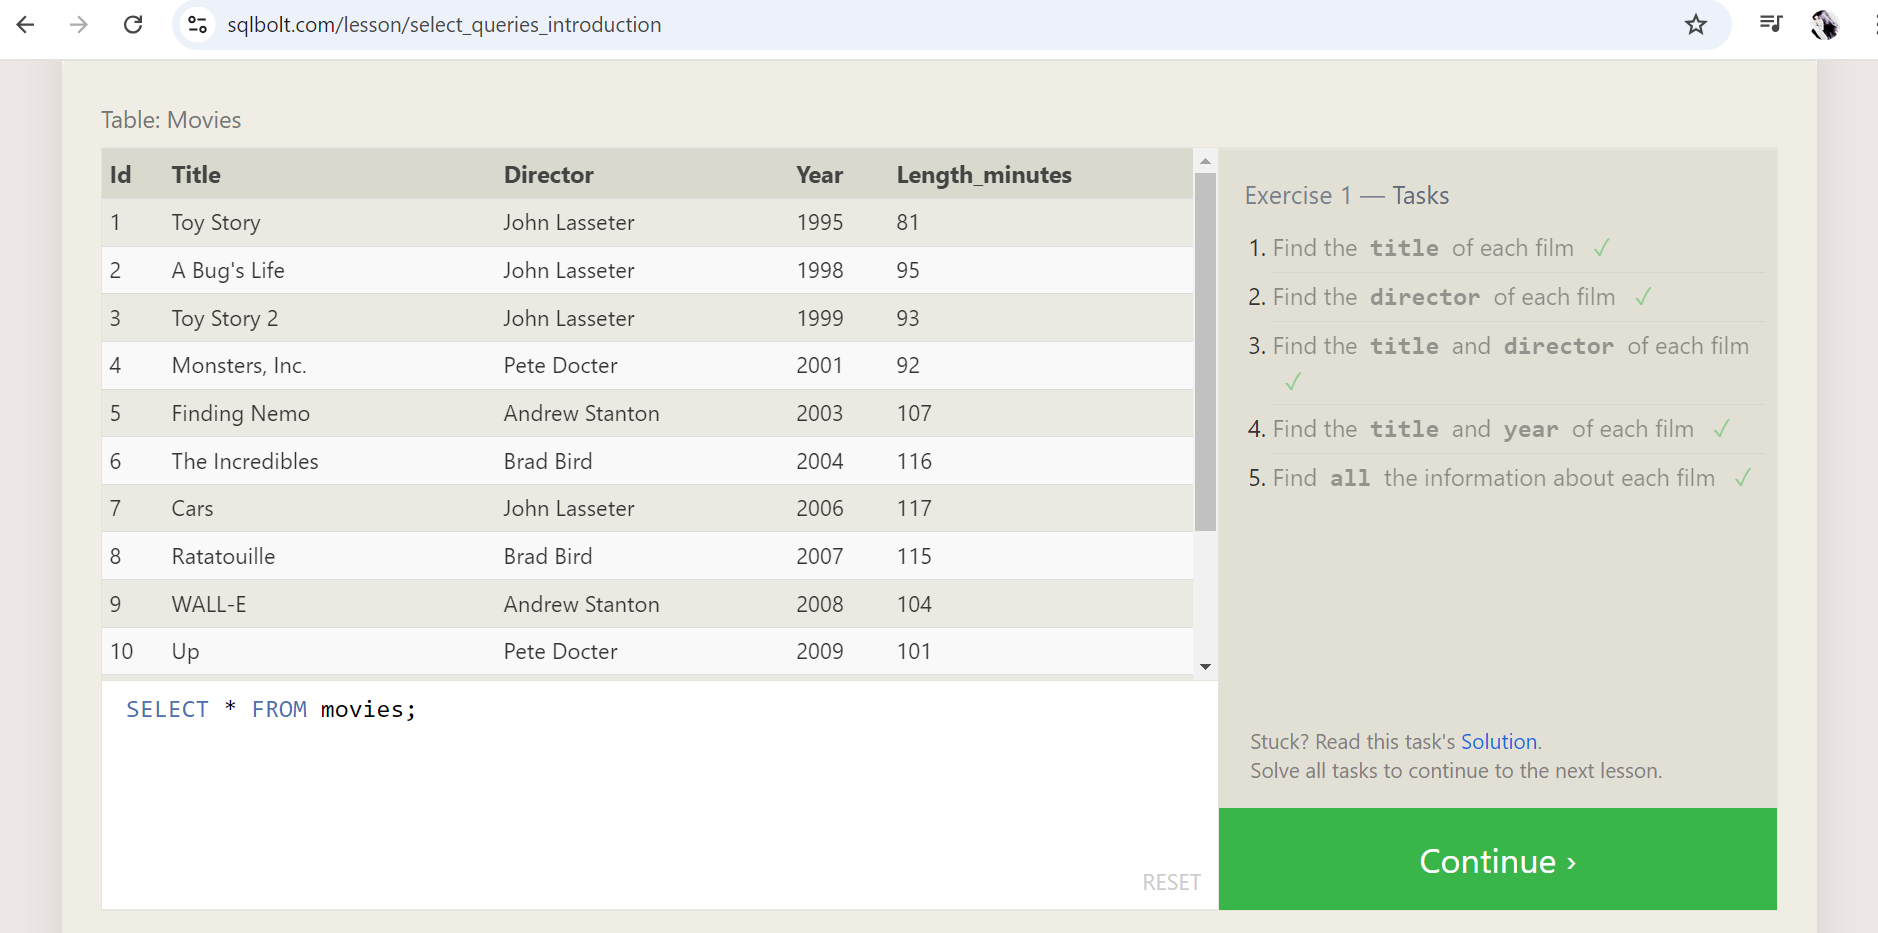 sqlbolt.com/lesson/select_queries_introduction
Table: Movies
Id Title Director Year Length_minutes
1 Toy Story John Lasseter 1995 81
2 A Bug's Life John Lasseter 1998 95
3 Toy Story 2 John Lasseter 1999 93
4 Monsters, Inc. Pete Docter 2001 92
5 Finding Nemo Andrew Stanton 2003 107
6 The Incredibles Brad Bird 2004 116
7 Cars John Lasseter 2006 117
8 Ratatouille Brad Bird 2007 115
9 WALL-E Andrew Stanton 2008 104
10 Up Pete Docter 2009 101
SELECT * FROM movies;
RESET
Exercise 1 — Tasks
1. Find the title of each film ✓
2. Find the director of each film ✓
3. Find the title and director of each film
✓
4. Find the title and year of each film ✓
5. Find all the information about each film ✓
Stuck? Read this task's Solution.
Solve all tasks to continue to the next lesson.
Continue ›